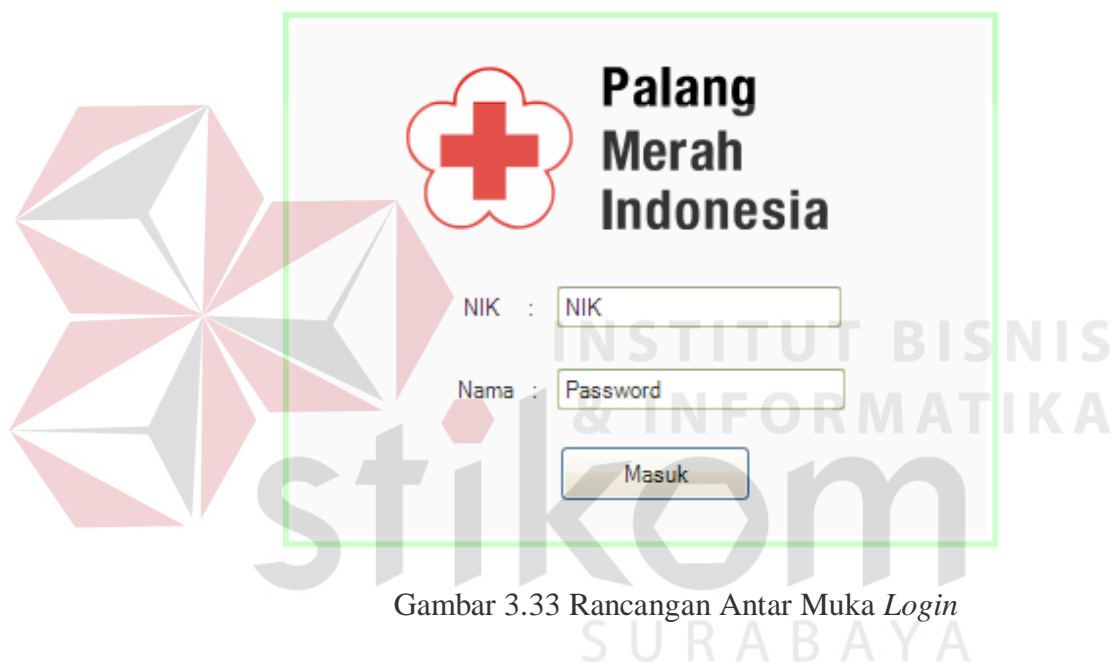 Palang
Merah
Indonesia
NIK : NIK
INSTITUT BISNIS
Nama : Password
& INFORMATIKA
stikom
Masuk
Gambar 3.33 Rancangan Antar Muka Login
SURABAYA